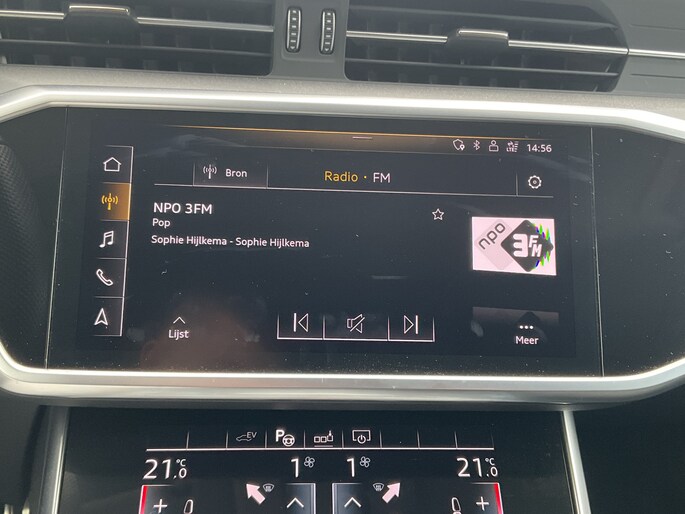 LTE 14:56
Bron
Radio · FM
NPO 3FM
Pop
Sophie Hijlkema - Sophie Hijlkema
npo 3FM
Lijst
Meer
EV P
21.0 °C 1 1 21.0 °C